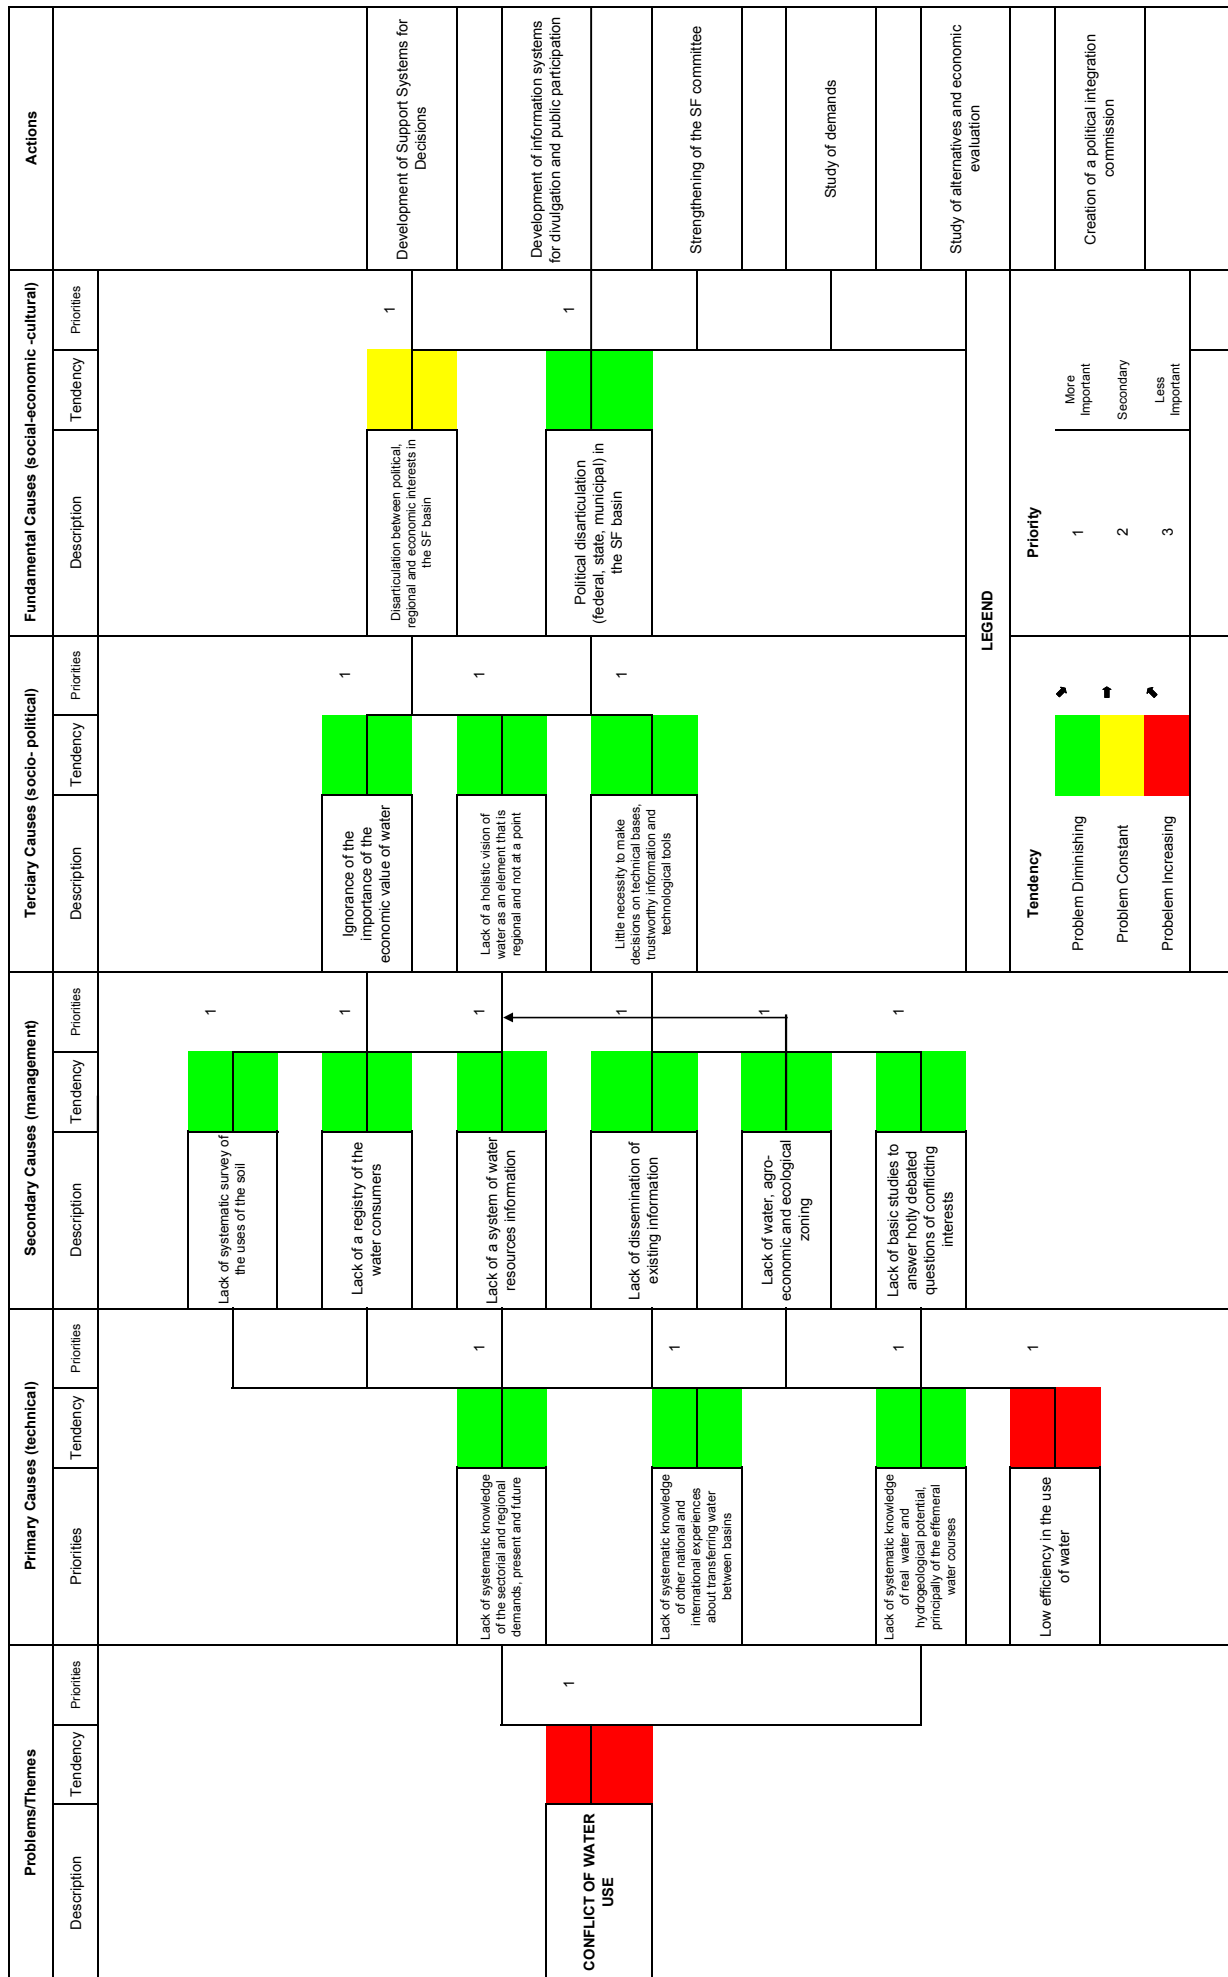 Problems/Themes
Primary Causes (technical)
Secondary Causes (management)
Terciary Causes (socio- political)
Fundamental Causes (social-economic -cultural)
Actions
Description
Tendency
Priorities
Priorities
Tendency
Priorities
Description
Tendency
Priorities
Description
Tendency
Priorities
Description
Tendency
Priorities
CONFLICT OF WATER
USE
1
Lack of systematic knowledge
of the sectorial and regional
demands, present and future
1
Lack of systematic knowledge
of other national and
international experiences
about transferring water
between basins
1
Lack of systematic knowledge
of real water and
hydrogeological potential,
principally of the effemeral
water courses
1
Low efficiency in the use
of water
1
Lack of systematic survey of
the uses of the soil
1
Lack of a registry of the
water consumers
1
Lack of a system of water
resources information
1
Lack of dissemination of
existing information
1
Lack of water, agro-
economic and ecological
zoning
1
Lack of basic studies to
answer hotly debated
questions of conflicting
interests
1
Ignorance of the
importance of the
economic value of water
1
Lack of a holistic vision of
water as an element that is
regional and not at a point
1
Little necessity to make
decisions on technical bases,
trustworthy information and
technological tools
1
Disarticulation between political,
regional and economic interests in
the SF basin
1
Political disarticulation
(federal, state, municipal) in
the SF basin
1
Development of Support Systems for
Decisions
Development of information systems
for divulgation and public participation
Strengthening of the SF committee
Study of demands
Study of alternatives and economic
evaluation
Creation of a political integration
commission
LEGEND
Tendency
Priority
Problem Diminishing
1
More
Important
Problem Constant
2
Secondary
Probelem Increasing
3
Less
Important